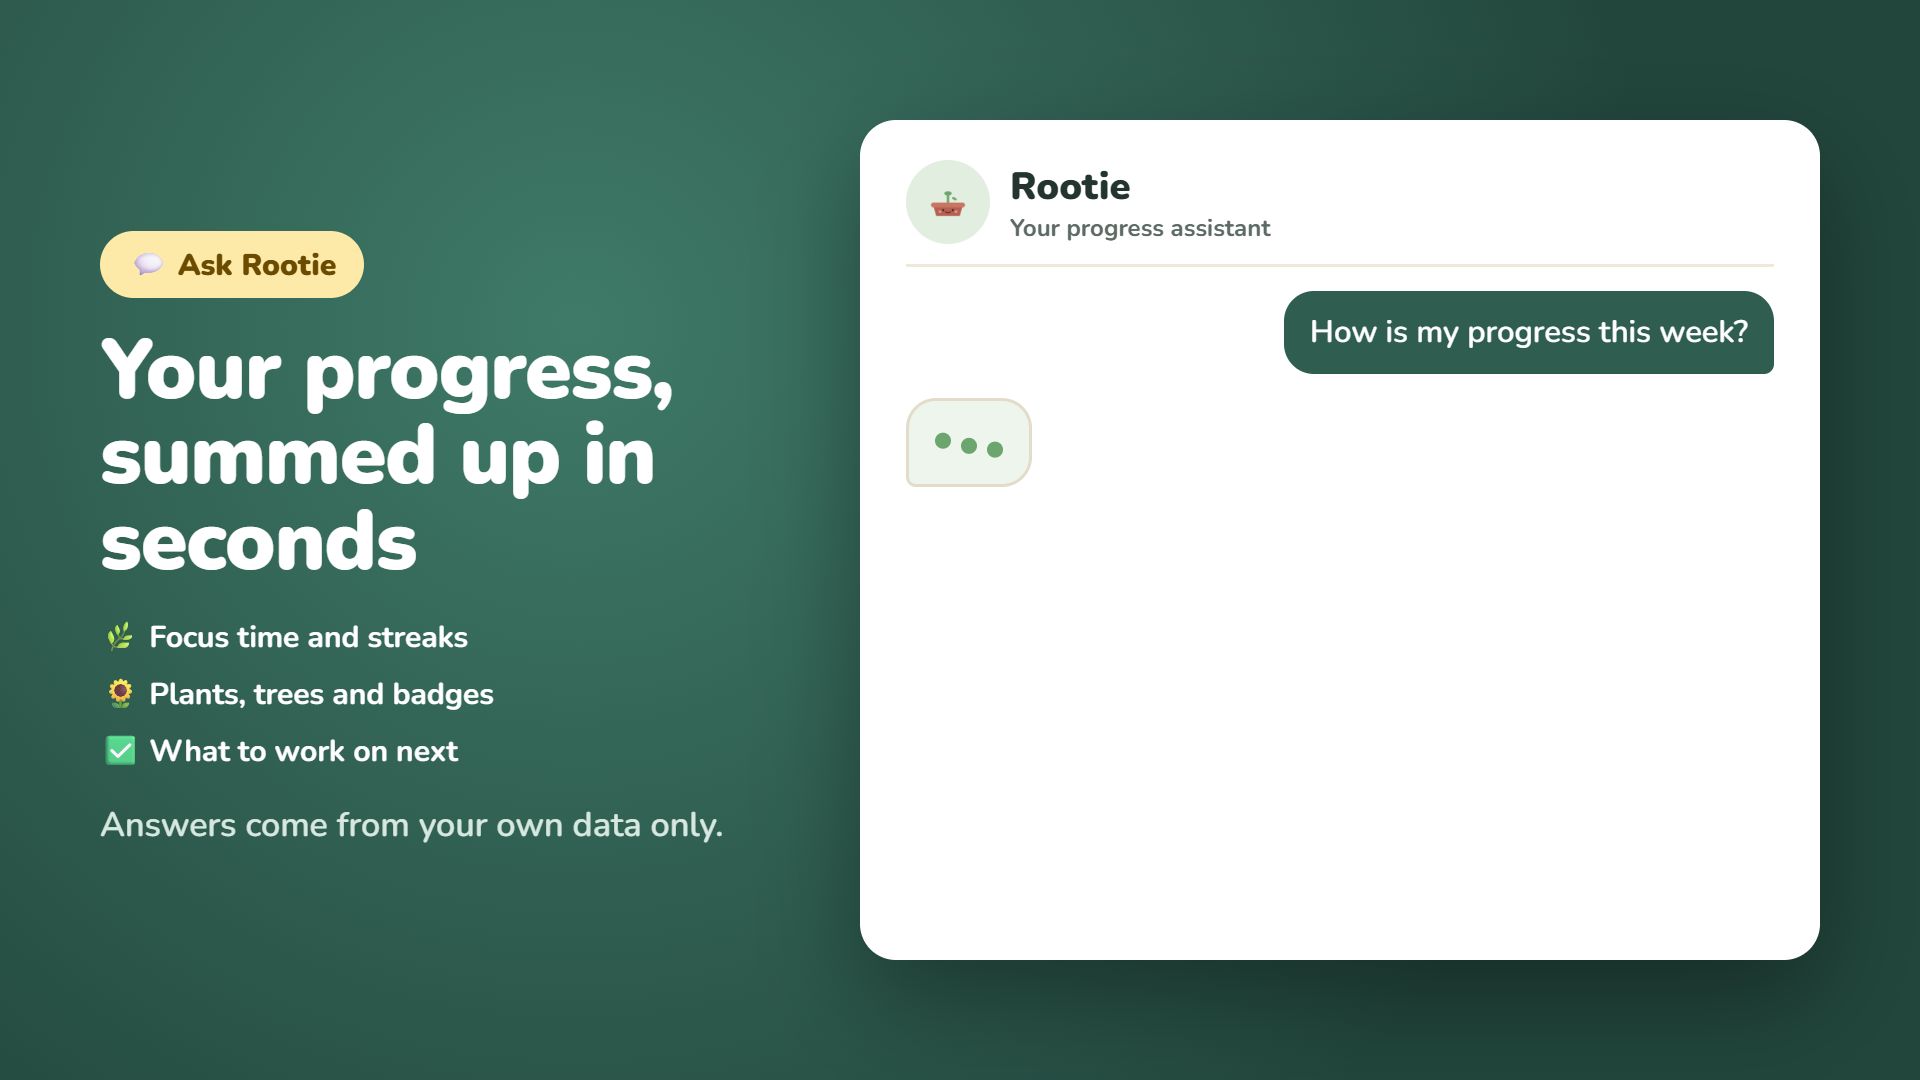 Ask Rootie
Your progress,
summed up in
seconds
Focus time and streaks
Plants, trees and badges
What to work on next
Answers come from your own data only.
Rootie
Your progress assistant
How is my progress this week?